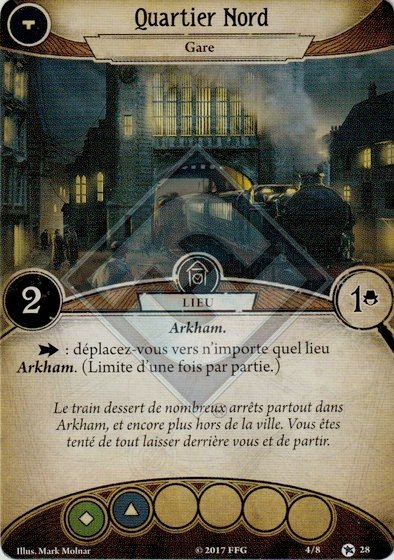 Quartier Nord
Gare
2
1
LIEU
Arkham.
: déplacez-vous vers n'importe quel lieu
Arkham. (Limite d'une fois par partie.)
Le train dessert de nombreux arrêts partout dans
Arkham, et encore plus hors de la ville. Vous êtes
tenté de tout laisser derrière vous et de partir.
Illus. Mark Molnar © 2017 FFG 4/8 28